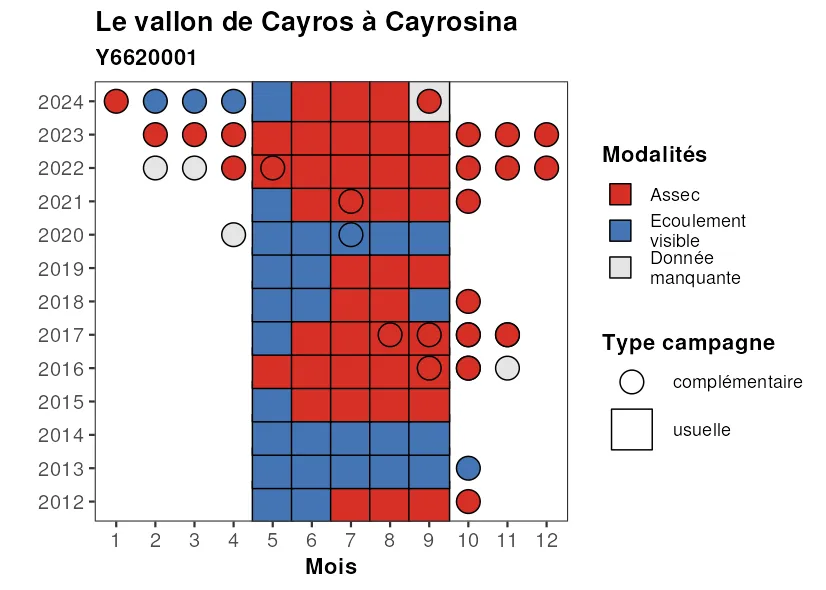 Le vallon de Cayros à Cayrosina
Y6620001
2024
2023
2022
2021
2020
2019
2018
2017
2016
2015
2014
2013
2012
1 2 3 4 5 6 7 8 9 10 11 12
Mois
Modalités
Assec
Ecoulement
visible
Donnée
manquante
Type campagne
complémentaire
usuelle